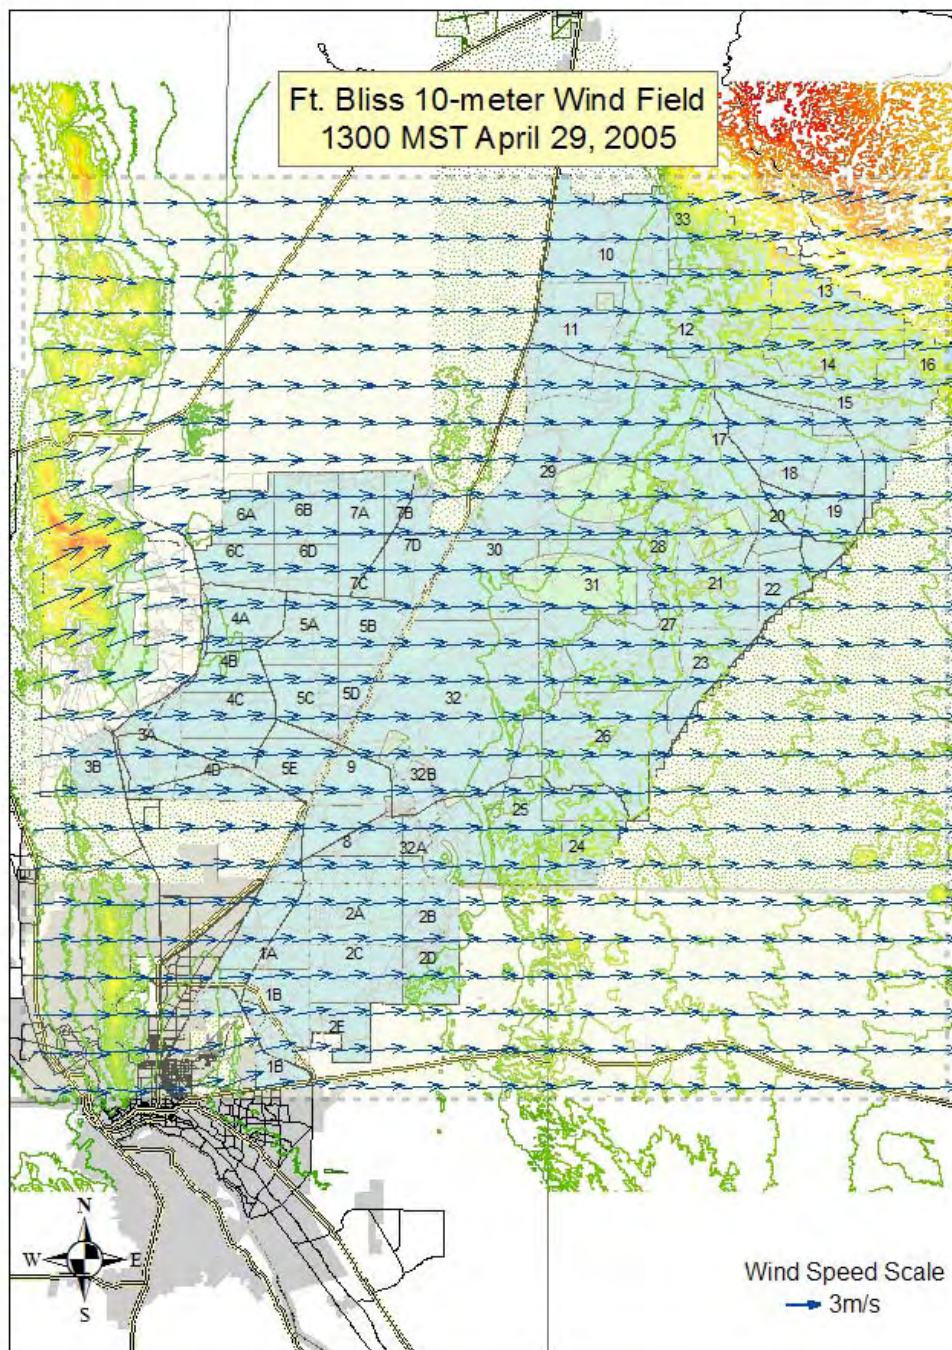 Ft. Bliss 10-meter Wind Field
1300 MST April 29, 2005
33
10
13
11
12
14
16
15
17
18
29
6A
6B
7A
7B
20
19
6C
6D
7D
30
28
7C
31
21
22
4A
5A
5B
27
4B
23
4C
5C
5D
32
3A
26
3B
4D
5E
9
32B
25
8
32A
24
2A
2B
1A
2C
2D
1B
2E
1B
N
W
E
S
Wind Speed Scale
3m/s